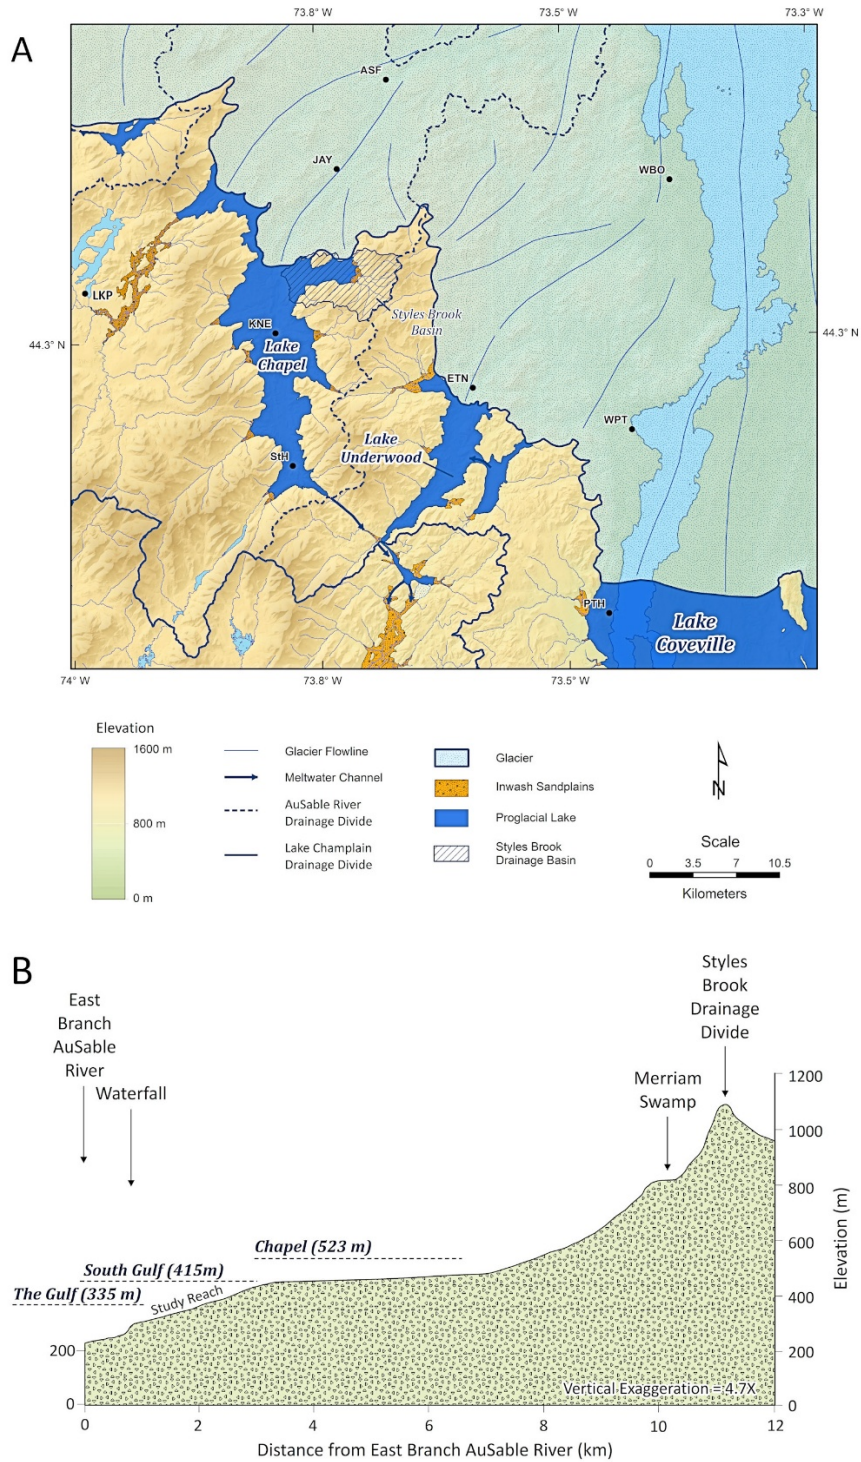 A
73.8° W
73.5° W
73.3° W
ASF
JAY
WBO
LKP
Styles Brook
Basin
KNE
44.3° N
44.3° N
Lake
Chapel
ETN
WPT
Lake
Underwood
StH
PTH
Lake
Coveville
74° W
73.8° W
73.5° W
Elevation
1600 m
800 m
0 m
Glacier Flowline
Meltwater Channel
AuSable River
Drainage Divide
Lake Champlain
Drainage Divide
Glacier
Inwash Sandplains
Proglacial Lake
Styles Brook
Drainage Basin
N
Scale
0 3.5 7 10.5
Kilometers
B
East
Branch
AuSable
River
Waterfall
Styles
Brook
Drainage
Divide
Merriam
Swamp
Chapel (523 m)
South Gulf (415m)
The Gulf (335 m)
Study Reach
1200
1000
800
600
400
200
0
200
0
Elevation (m)
Vertical Exaggeration = 4.7X
0 2 4 6 8 10 12
Distance from East Branch AuSable River (km)